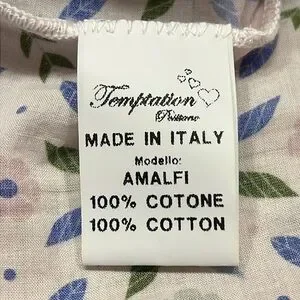 Temptation
Positano
MADE IN ITALY
Modello:
AMALFI
100% COTONE
100% COTTON